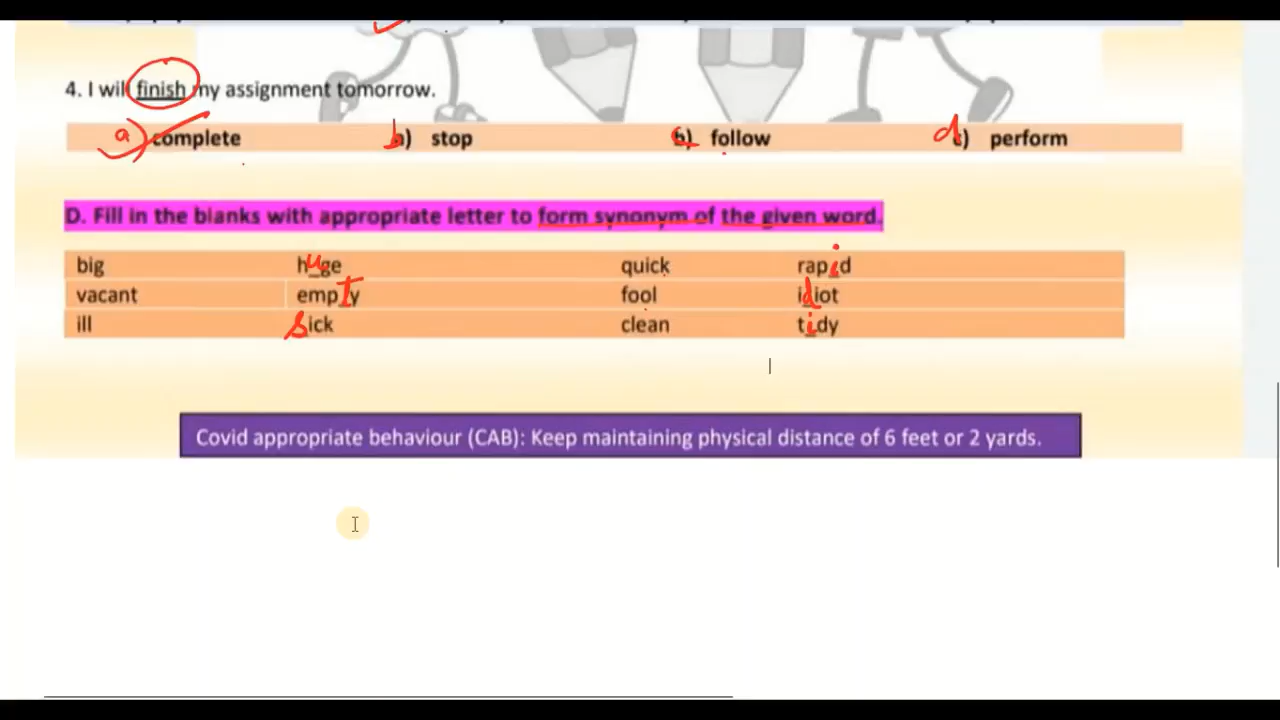 4. I will finish my assignment tomorrow.
a) complete b) stop c) follow d) perform
D. Fill in the blanks with appropriate letter to form synonym of the given word.
big huge quick rapid
vacant empty fool idiot
ill sick clean tidy
Covid appropriate behaviour (CAB): Keep maintaining physical distance of 6 feet or 2 yards.